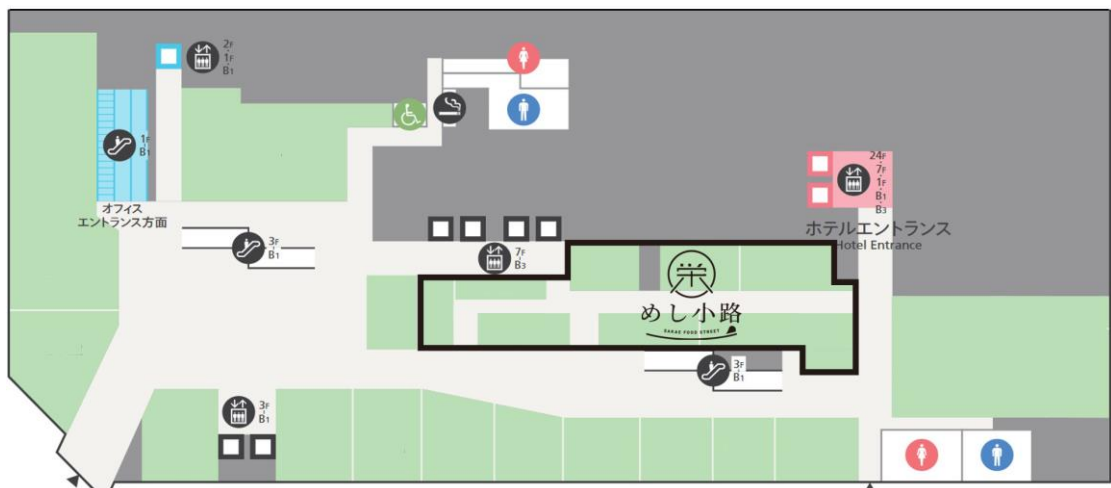 2F
1F
B1
1F
B1
オフィス
エントランス方面
3F
B1
7F
B3
24F
7F
1F
B1
B3
ホテルエントランス
Hotel Entrance
栄
めし小路
SAKAE FOOD STREET
3F
B1
3F
B1